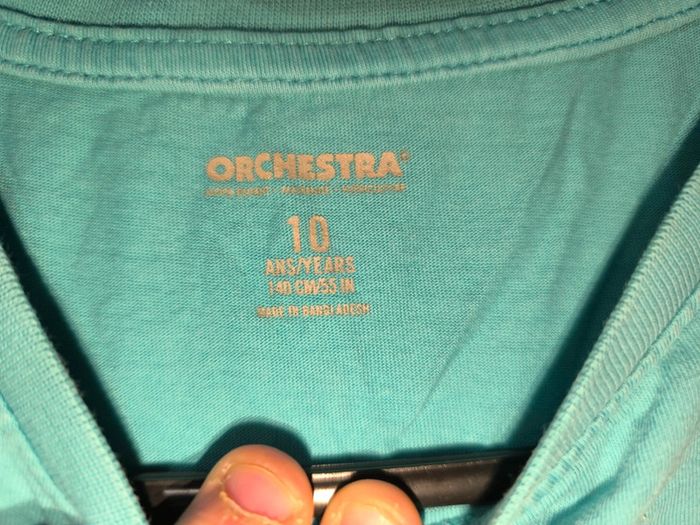 ORCHESTRA®
10
ANS/YEARS
140 CM/55 IN
MADE IN BANGLADESH